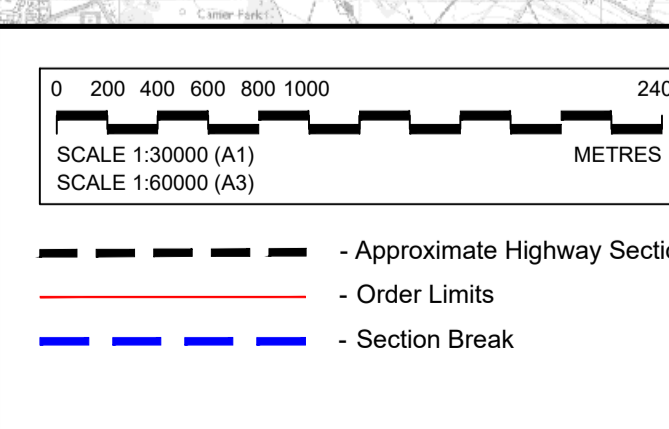 Camer Park
0 200 400 600 800 1000 240
SCALE 1:30000 (A1) METRES
SCALE 1:60000 (A3)
- Approximate Highway Sectio
- Order Limits
- Section Break